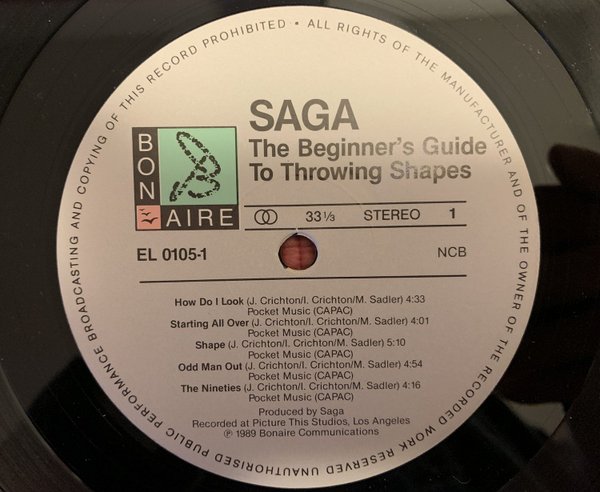 ALL RIGHTS OF THE MANUFACTURER AND OF THE OWNER OF THE RECORDED WORK RESERVED UNAUTHORISED PUBLIC PERFORMANCE BROADCASTING AND COPYING OF THIS RECORD PROHIBITED •
SAGA
The Beginner's Guide
To Throwing Shapes
BON
AIRE
33 1/3 STEREO 1
EL 0105-1 NCB
How Do I Look (J. Crichton/I. Crichton/M. Sadler) 4:33
Pocket Music (CAPAC)
Starting All Over (J. Crichton/I. Crichton/M. Sadler) 4:01
Pocket Music (CAPAC)
Shape (J. Crichton/I. Crichton/M. Sadler) 5:10
Pocket Music (CAPAC)
Odd Man Out (J. Crichton/I. Crichton/M. Sadler) 4:54
Pocket Music (CAPAC)
The Nineties (J. Crichton/I. Crichton/M. Sadler) 4:16
Pocket Music (CAPAC)
Produced by Saga
Recorded at Picture This Studios, Los Angeles
℗ 1989 Bonaire Communications